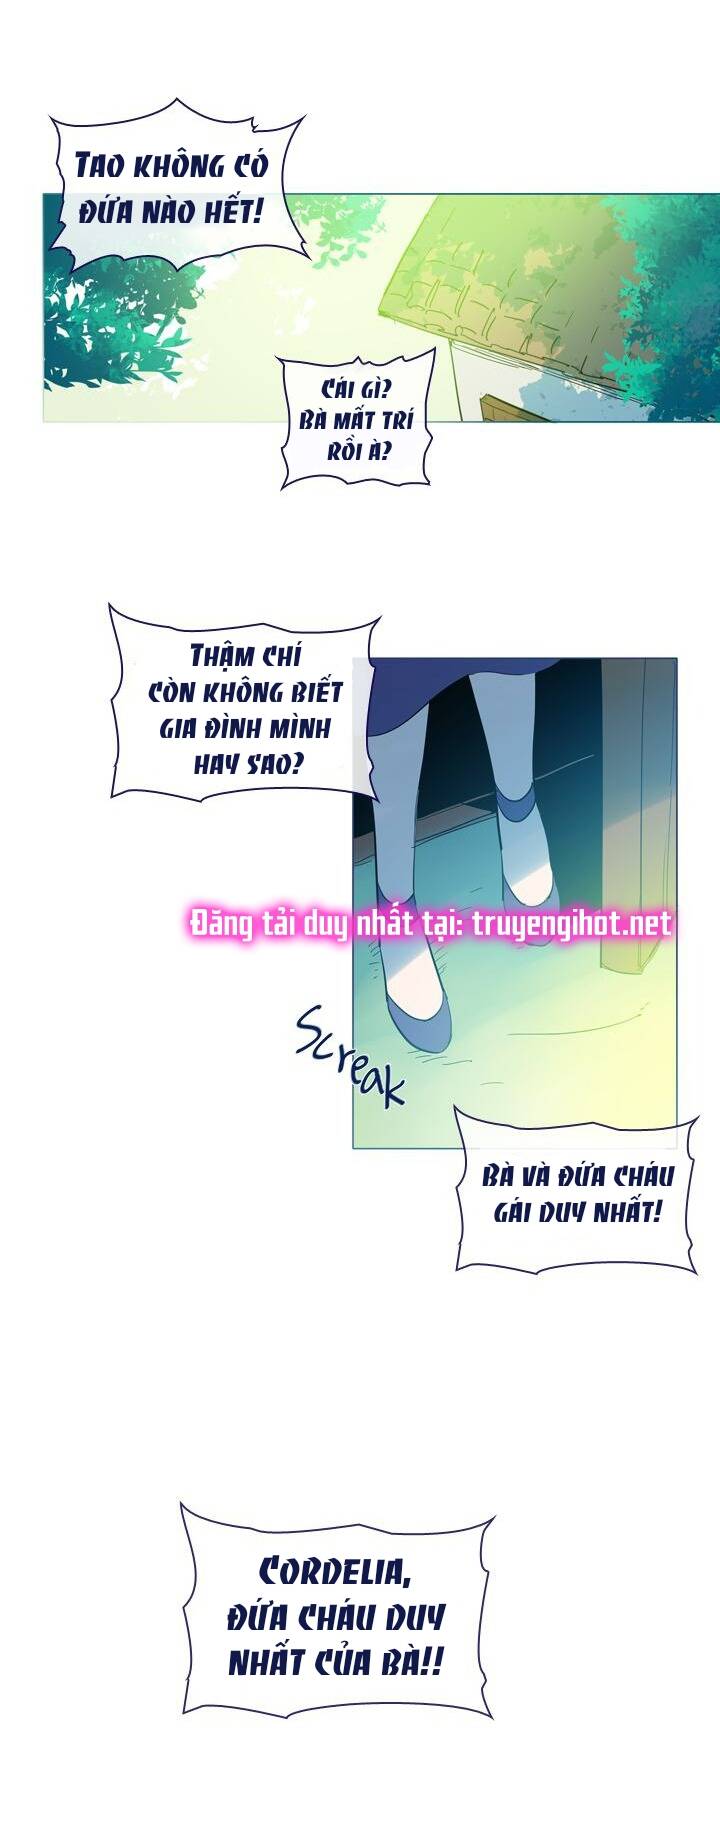 TAO KHÔNG CÓ
ĐỨA NÀO HẾT!
CÁI GÌ?
BÀ MẤT TRÍ
RỒI À?
THẬM CHÍ
CÒN KHÔNG BIẾT
GIA ĐÌNH MÌNH
HAY SAO?
Đăng tải duy nhất tại: truyengihot.net
Screak
BÀ VÀ ĐỨA CHÁU
GÁI DUY NHẤT!
CORDELIA,
ĐỨA CHÁU DUY
NHẤT CỦA BÀ!!